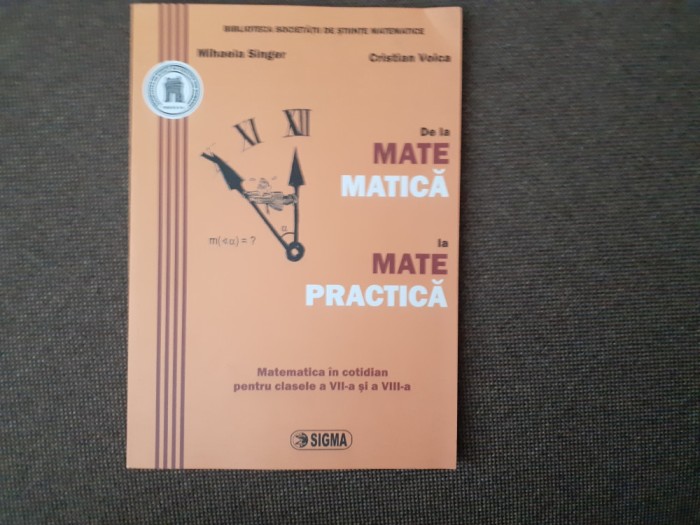 BIBLIOTECA SOCIETĂȚII DE ȘTIINȚE MATEMATICE
Mihaela Singer
Cristian Voica
XI
XII
De la
MATE
MATICĂ
m(∢α) = ?
α
la
MATE
PRACTICĂ
Matematica în cotidian
pentru clasele a VII-a și a VIII-a
SIGMA